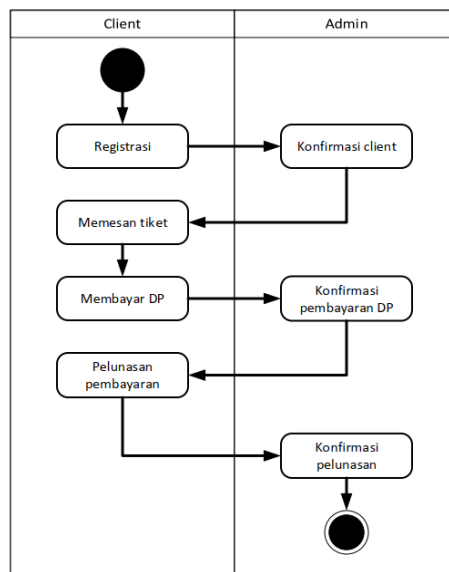 Client
Admin
Registrasi
Konfirmasi client
Memesan tiket
Membayar DP
Konfirmasi
pembayaran DP
Pelunasan
pembayaran
Konfirmasi
pelunasan